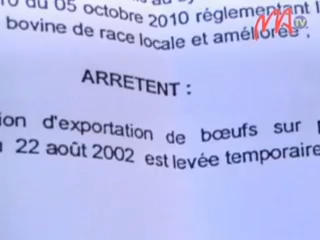 du 05 octobre 2010 réglementant l
bovine de race locale et améliorée ;
ARRETENT :
ion d'exportation de bœufs sur
22 août 2002 est levée temporaire
TV